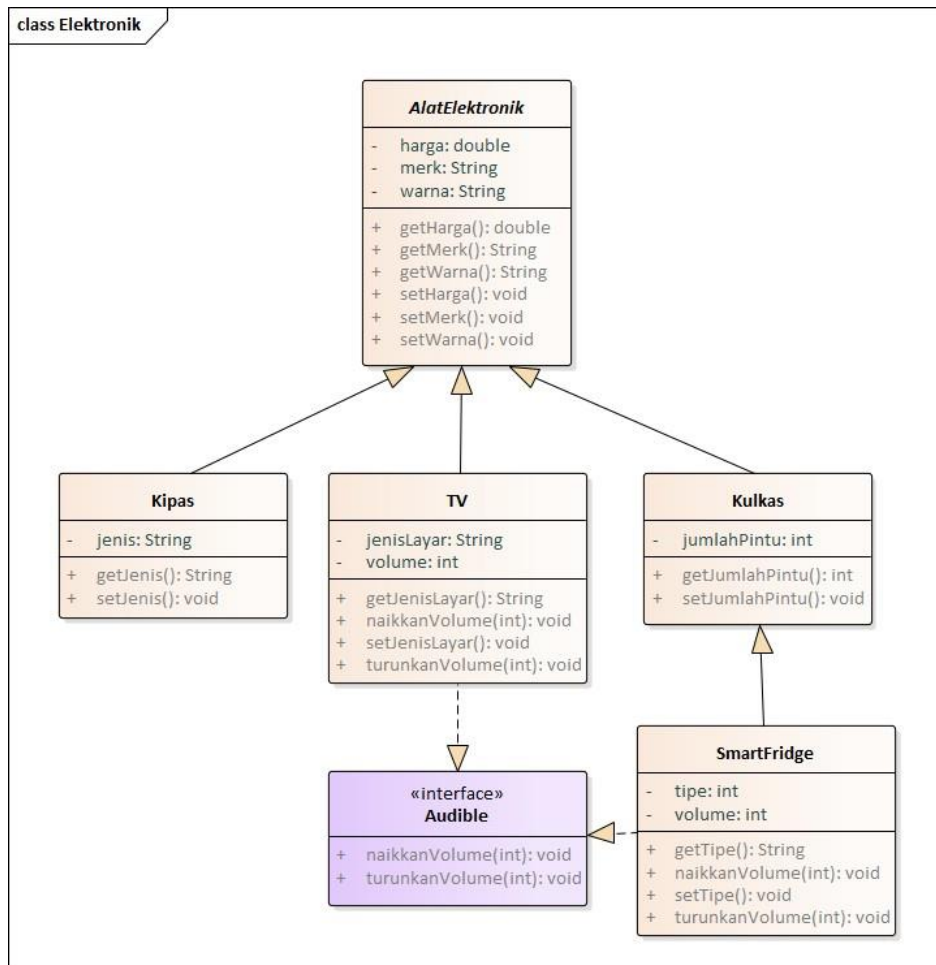 class Elektronik
AlatElektronik
- harga: double
- merk: String
- warna: String
+ getHarga(): double
+ getMerk(): String
+ getWarna(): String
+ setHarga(): void
+ setMerk(): void
+ setWarna(): void
Kipas
- jenis: String
+ getJenis(): String
+ setJenis(): void
TV
- jenisLayar: String
- volume: int
+ getJenisLayar(): String
+ naikkanVolume(int): void
+ setJenisLayar(): void
+ turunkanVolume(int): void
Kulkas
- jumlahPintu: int
+ getJumlahPintu(): int
+ setJumlahPintu(): void
«interface»
Audible
+ naikkanVolume(int): void
+ turunkanVolume(int): void
SmartFridge
- tipe: int
- volume: int
+ getTipe(): String
+ naikkanVolume(int): void
+ setTipe(): void
+ turunkanVolume(int): void